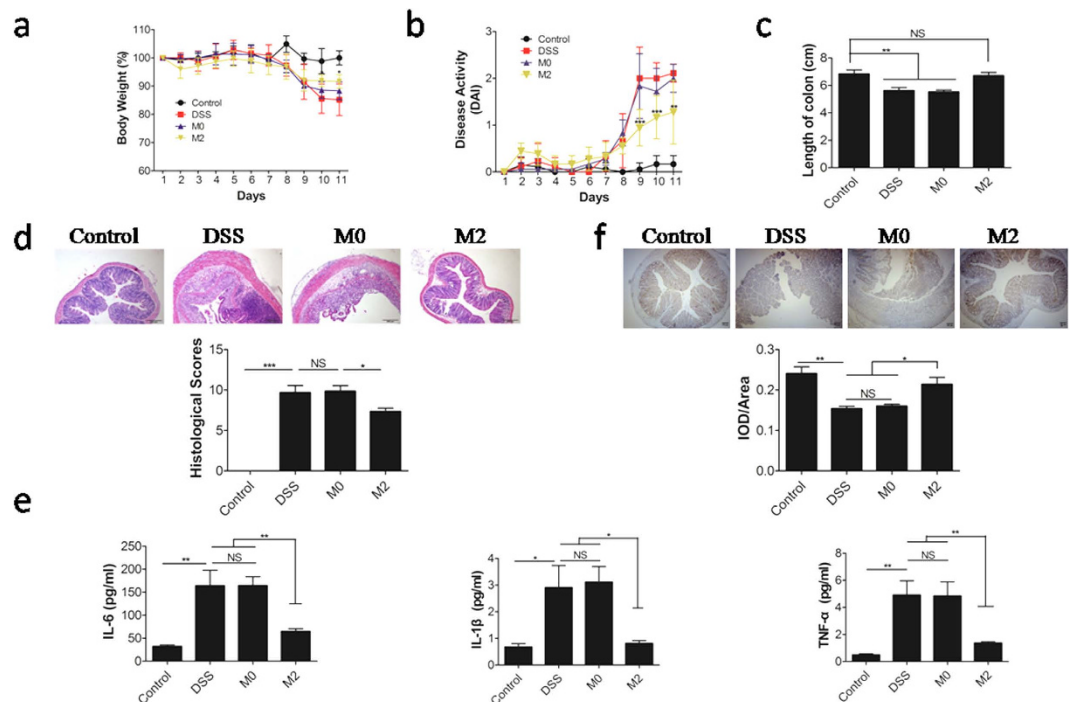 a
Body Weight (%)
110
100
90
80
70
60
1 2 3 4 5 6 7 8 9 10 11
Days
Control
DSS
M0
M2
*
b
Disease Activity
(DAI)
3
2
1
0
1 2 3 4 5 6 7 8 9 10 11
Days
Control
DSS
M0
M2
*** *** **
c
Length of colon (cm)
8
6
4
2
0
NS
**
Control DSS M0 M2
d
Control DSS M0 M2
Histological Scores
15
10
5
0
*** NS *
Control DSS M0 M2
f
Control DSS M0 M2
IOD/Area
0.3
0.2
0.1
0.0
** *
NS
Control DSS M0 M2
e
IL-6 (pg/ml)
250
200
150
100
50
0
** **
NS
Control DSS M0 M2
IL-1β
(pg/ml)
4
3
2
1
0
* *
NS
Control DSS M0 M2
TNF-α (pg/ml)
8
6
4
2
0
** **
NS
Control DSS M0 M2